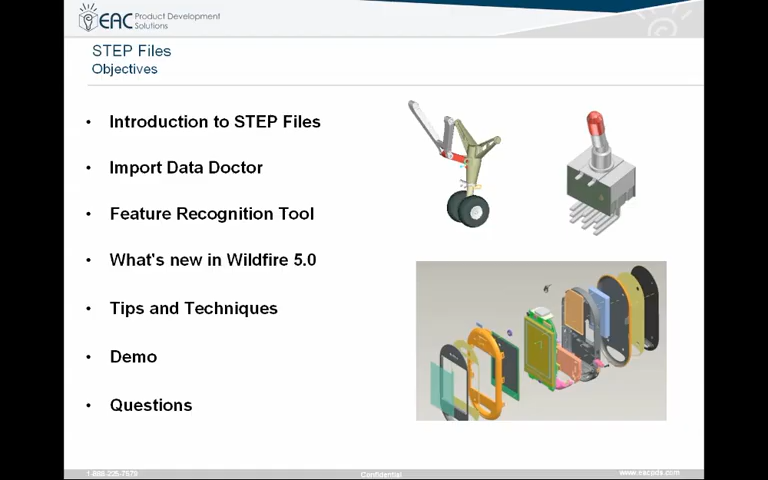 EAC Product Development
Solutions
STEP Files
Objectives
• Introduction to STEP Files
• Import Data Doctor
• Feature Recognition Tool
• What's new in Wildfire 5.0
• Tips and Techniques
• Demo
• Questions
1-888-225-7579
Confidential
www.eacpds.com